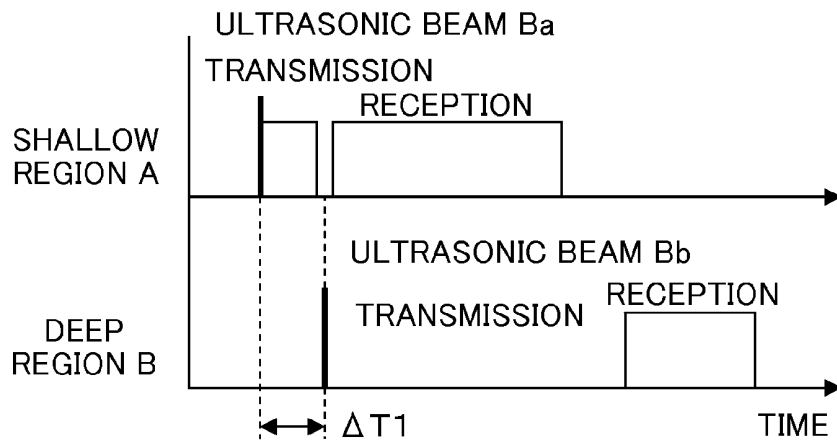 ULTRASONIC BEAM Ba
TRANSMISSION
RECEPTION
SHALLOW
REGION A
ULTRASONIC BEAM Bb
RECEPTION
TRANSMISSION
DEEP
REGION B
ΔT1
TIME